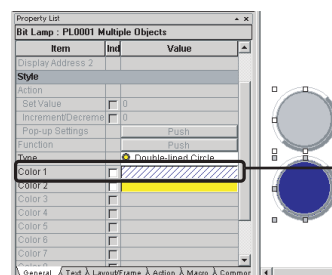 Property List
Bit Lamp : PL0001 Multiple Objects
Item Ind Value
Display Address 2
Style
Action
Set Value 0
Increment/Decreme 0
Pop-up Settings Push
Function Push
Type Double-lined Circle
Color 1
Color 2
Color 3
Color 4
Color 5
Color 6
Color 7
General Text Layout/Frame Action Macro Common